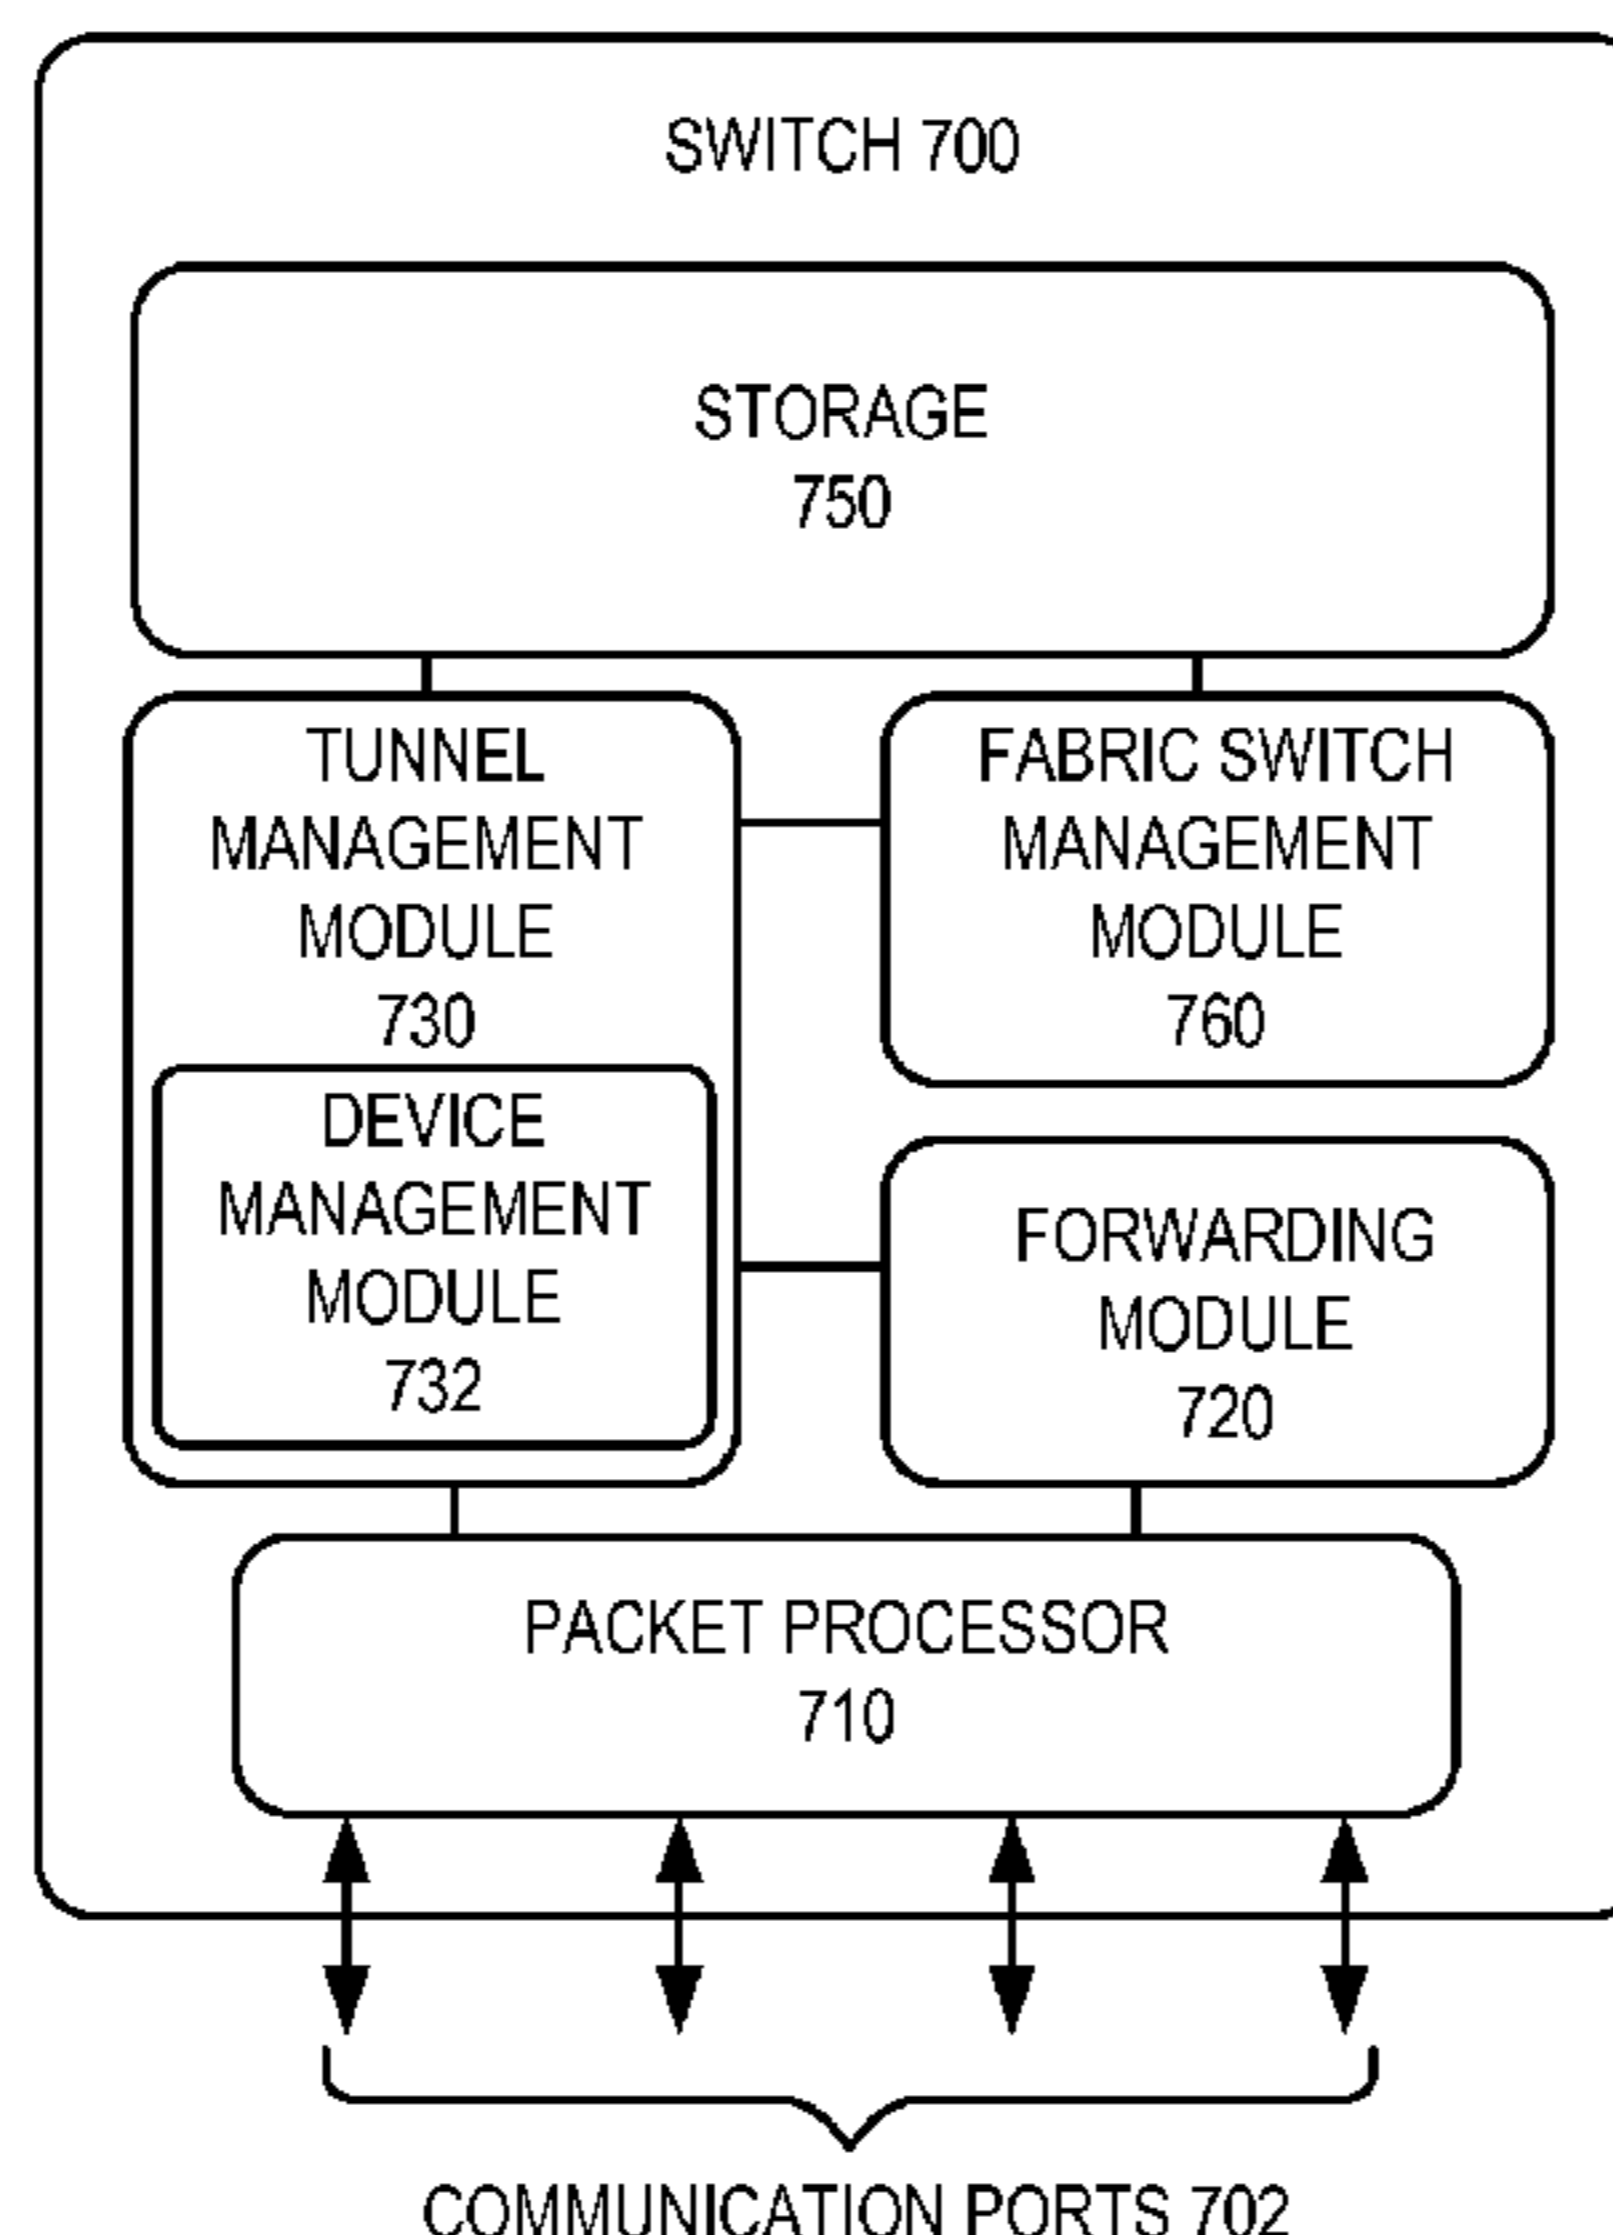 SWITCH 700
STORAGE
750
TUNNEL
MANAGEMENT
MODULE
730
DEVICE
MANAGEMENT
MODULE
732
FABRIC SWITCH
MANAGEMENT
MODULE
760
FORWARDING
MODULE
720
PACKET PROCESSOR
710
COMMUNICATION PORTS 702